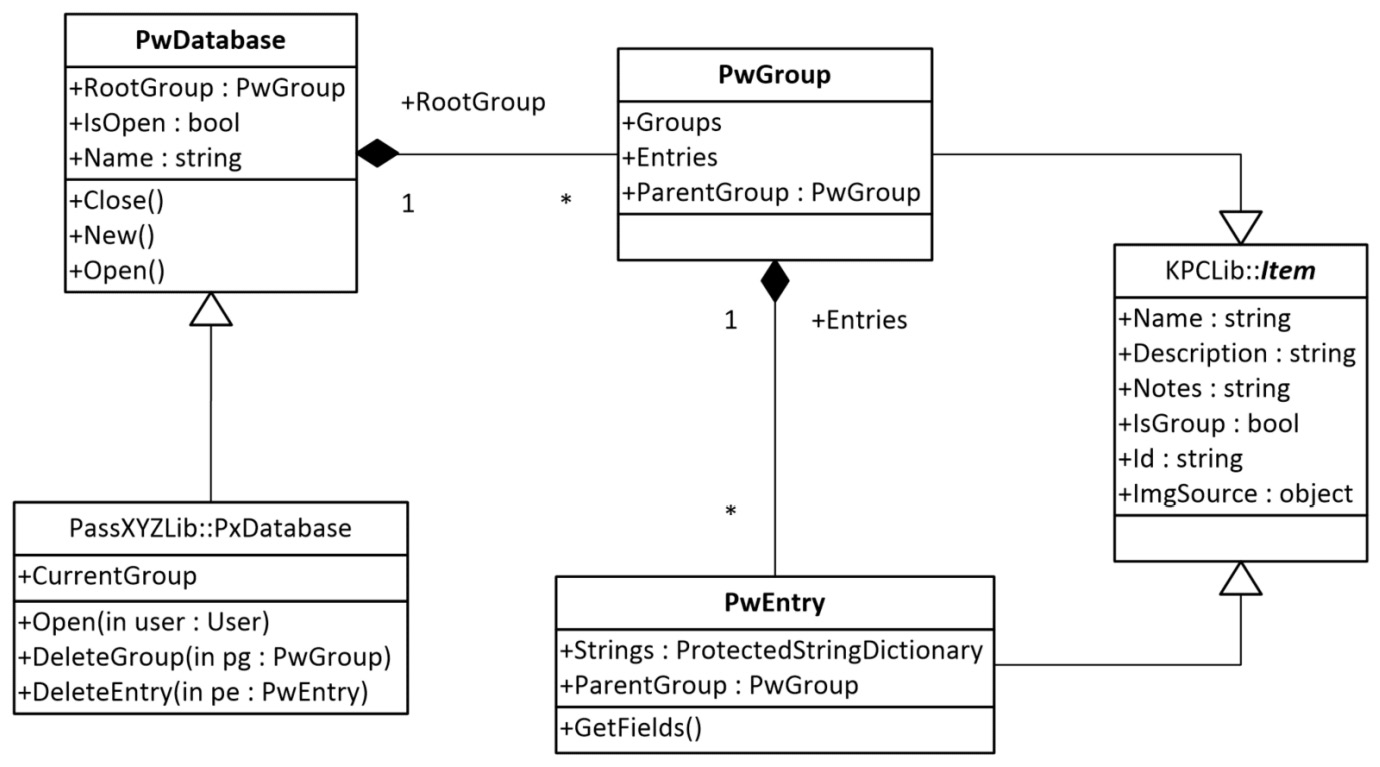 PwDatabase
+RootGroup : PwGroup
+IsOpen : bool
+Name : string
+Close()
+New()
+Open()
+RootGroup
1
*
PwGroup
+Groups
+Entries
+ParentGroup : PwGroup
1
+Entries
*
KPCLib::Item
+Name : string
+Description : string
+Notes : string
+IsGroup : bool
+Id : string
+ImgSource : object
PassXYZLib::PxDatabase
+CurrentGroup
+Open(in user : User)
+DeleteGroup(in pg : PwGroup)
+DeleteEntry(in pe : PwEntry)
PwEntry
+Strings : ProtectedStringDictionary
+ParentGroup : PwGroup
+GetFields()